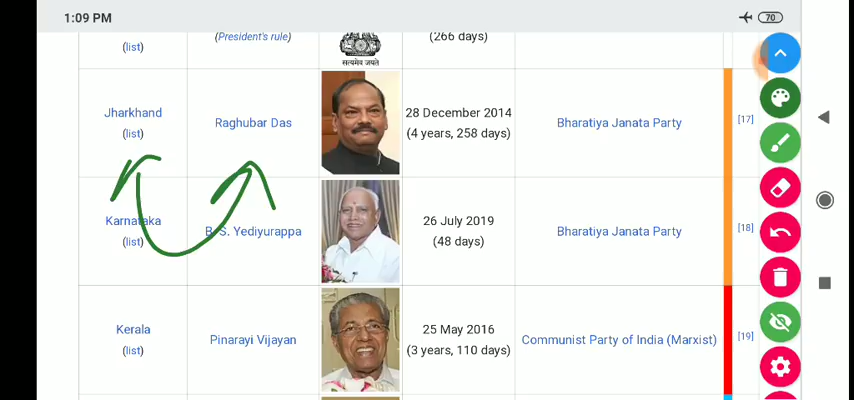 1:09 PM
70
(list)
(President's rule)
सत्यमेव जयते
(266 days)
Jharkhand
(list)
Raghubar Das
28 December 2014
(4 years, 258 days)
Bharatiya Janata Party
[17]
Karnataka
(list)
B. S. Yediyurappa
26 July 2019
(48 days)
Bharatiya Janata Party
[18]
Kerala
(list)
Pinarayi Vijayan
25 May 2016
(3 years, 110 days)
Communist Party of India (Marxist)
[19]